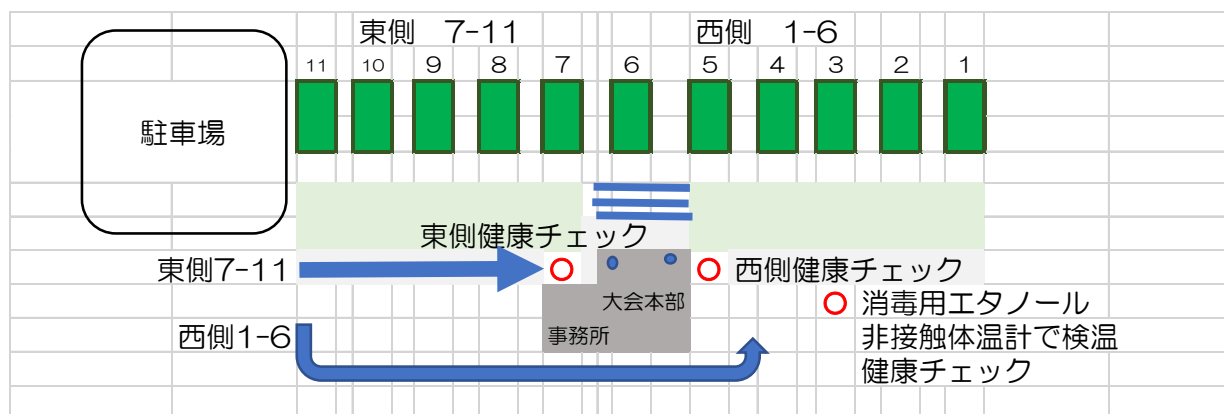 東側 7-11
西側 1-6
11 10 9 8 7 6 5 4 3 2 1
駐車場
東側健康チェック
東側7-11
西側健康チェック
大会本部
消毒用エタノール
西側1-6
事務所
非接触体温計で検温
健康チェック